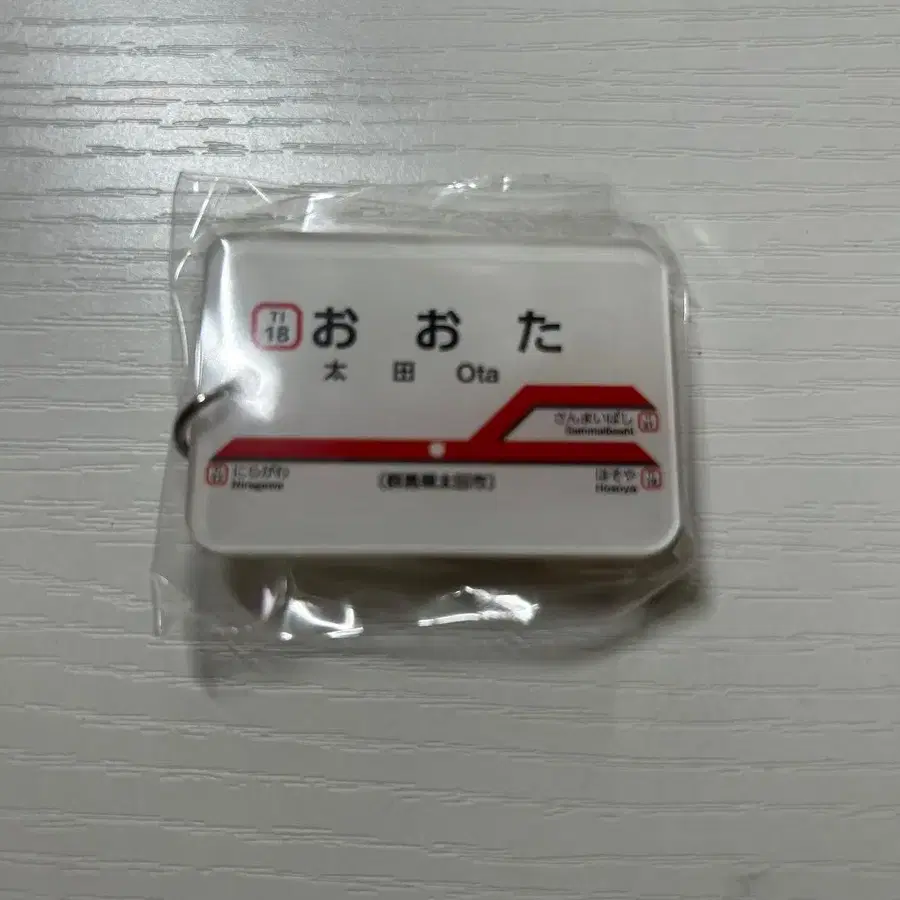 TI
18
おおた
太田 Ota
さんまいばし
Sammaibashi
にらがわ
Niragawa
(群馬県太田市)
ほそや
Hosoya